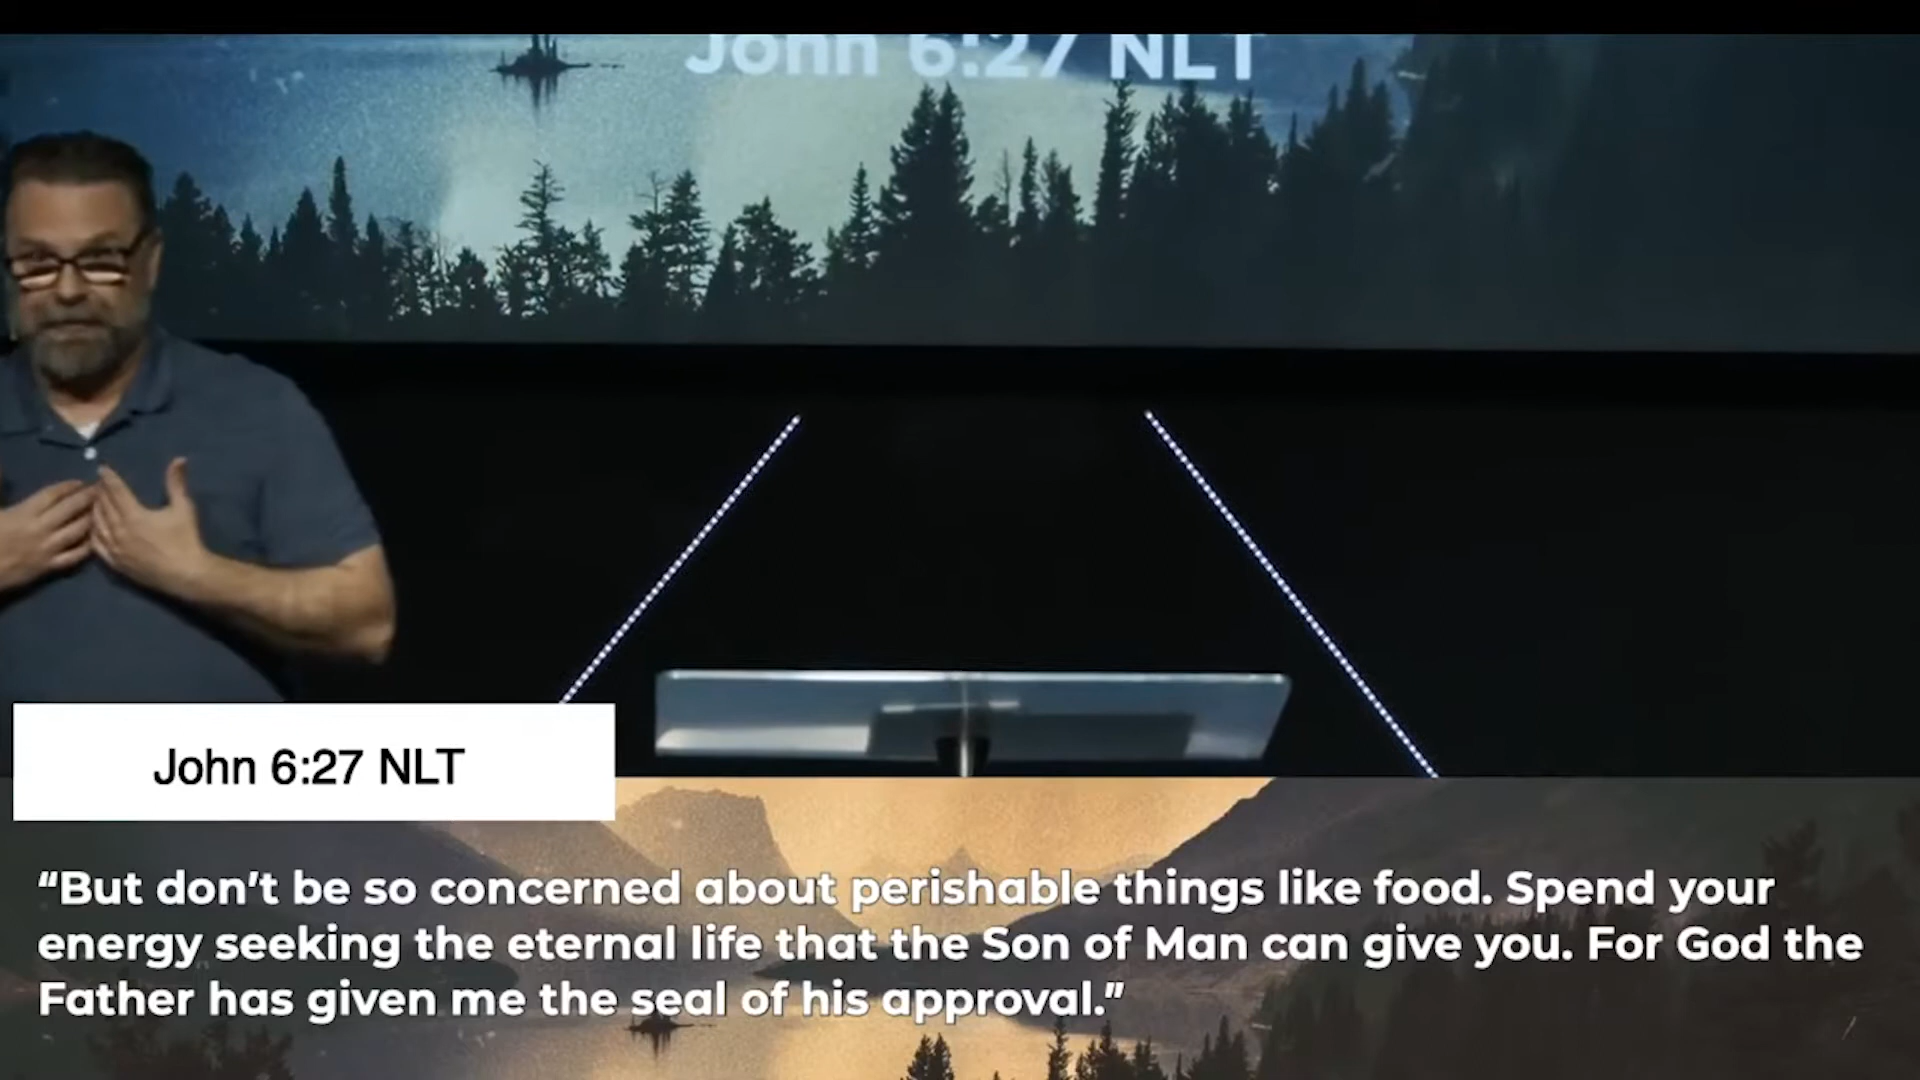 John 6:27 NLT
John 6:27 NLT
“But don’t be so concerned about perishable things like food. Spend your
energy seeking the eternal life that the Son of Man can give you. For God the
Father has given me the seal of his approval.”